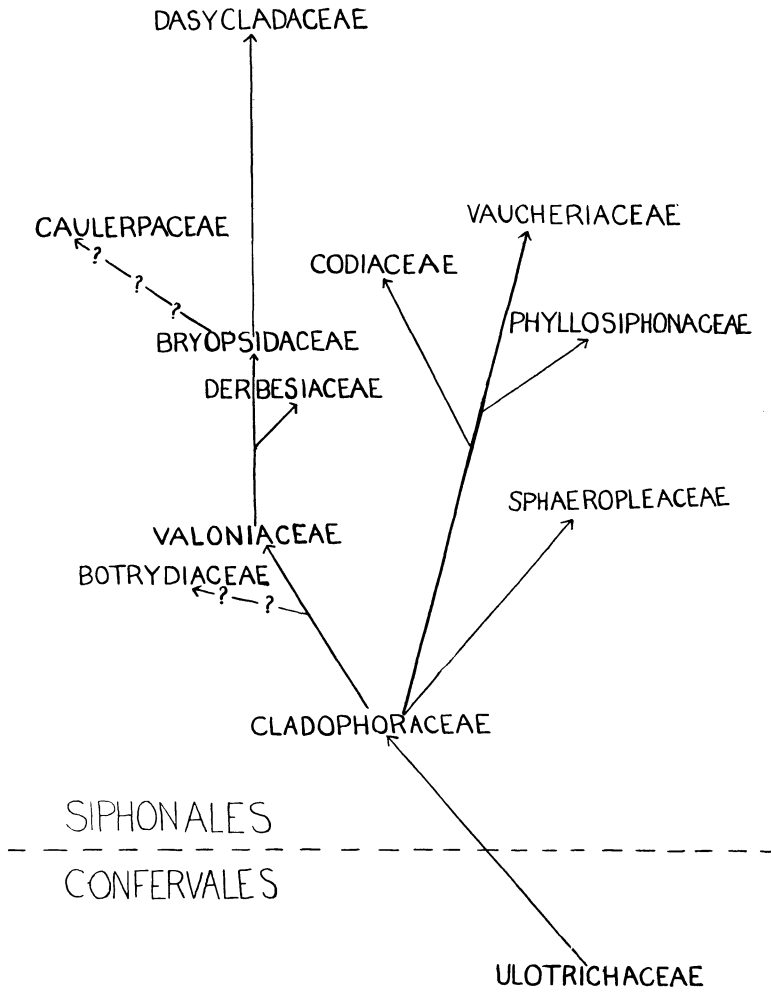 DASYCLADACEAE
VAUCHERIACEAE
CAULERPACEAE
?
?
?
CODIACEAE
PHYLLOSIPHONACEAE
BRYOPSIDACEAE
DERBESIACEAE
SPHAEROPLEACEAE
VALONIACEAE
BOTRYDIACEAE
? ?
CLADOPHORACEAE
SIPHONALES
CONFERVALES
ULOTRICHACEAE